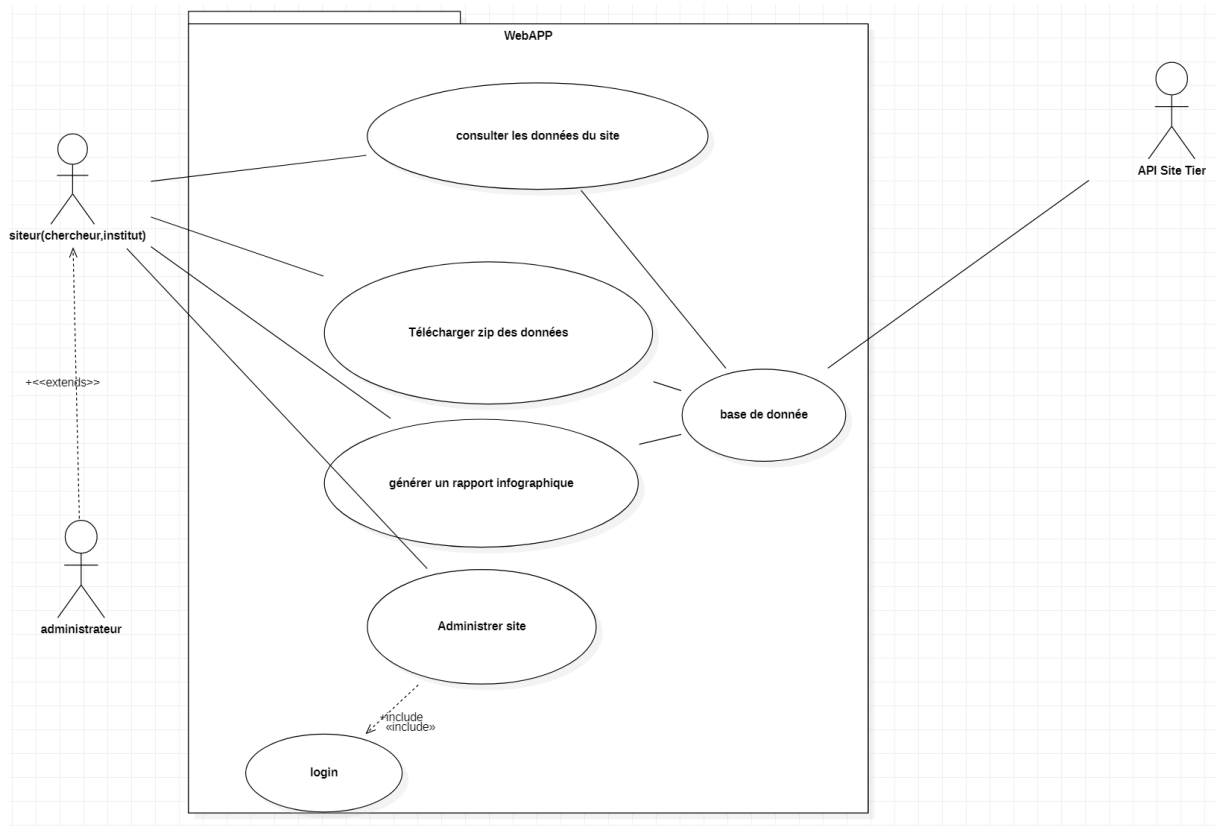 WebAPP
consulter les données du site
API Site Tier
siteur(chercheur,institut)
Télécharger zip des données
+<<extends>>
base de donnée
générer un rapport infographique
administrateur
Administrer site
+include
«include»
login